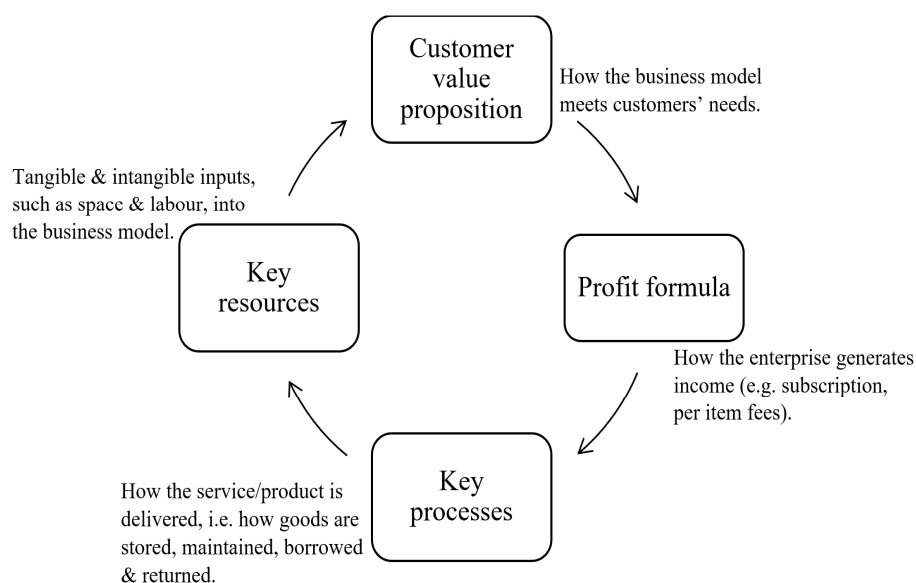 Customer
value
proposition
How the business model
meets customers’ needs.
Tangible & intangible inputs,
such as space & labour, into
the business model.
Key
resources
Profit formula
How the enterprise generates
income (e.g. subscription,
per item fees).
Key
processes
How the service/product is
delivered, i.e. how goods are
stored, maintained, borrowed
& returned.